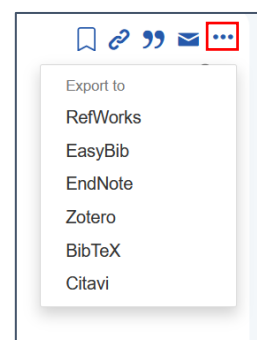 Export to
RefWorks
EasyBib
EndNote
Zotero
BibTeX
Citavi